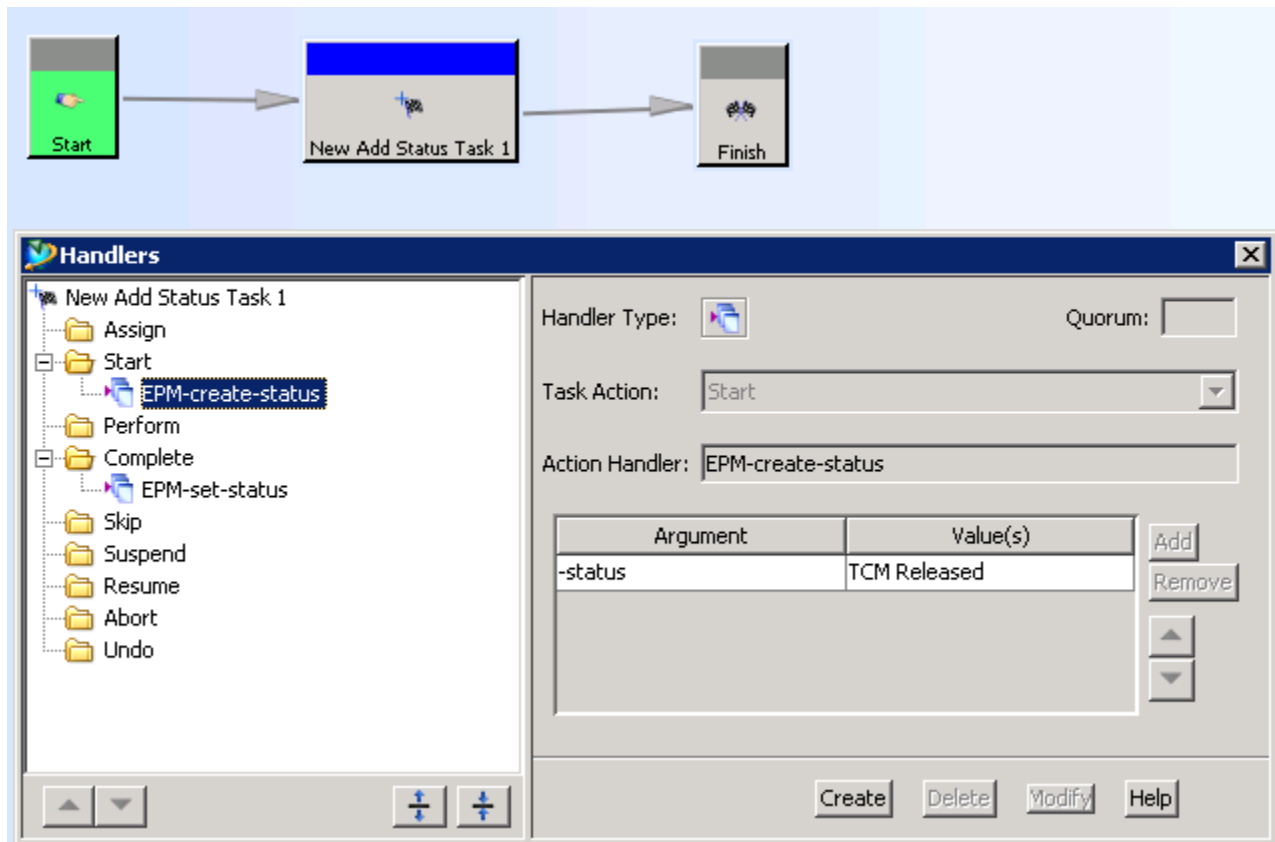 Start
New Add Status Task 1
Finish
Handlers
New Add Status Task 1
Assign
Start
EPM-create-status
Perform
Complete
EPM-set-status
Skip
Suspend
Resume
Abort
Undo
Handler Type:
Quorum:
Task Action:
Start
Action Handler:
EPM-create-status
Argument
Value(s)
-status
TCM Released
Add
Remove
Create
Delete
Modify
Help